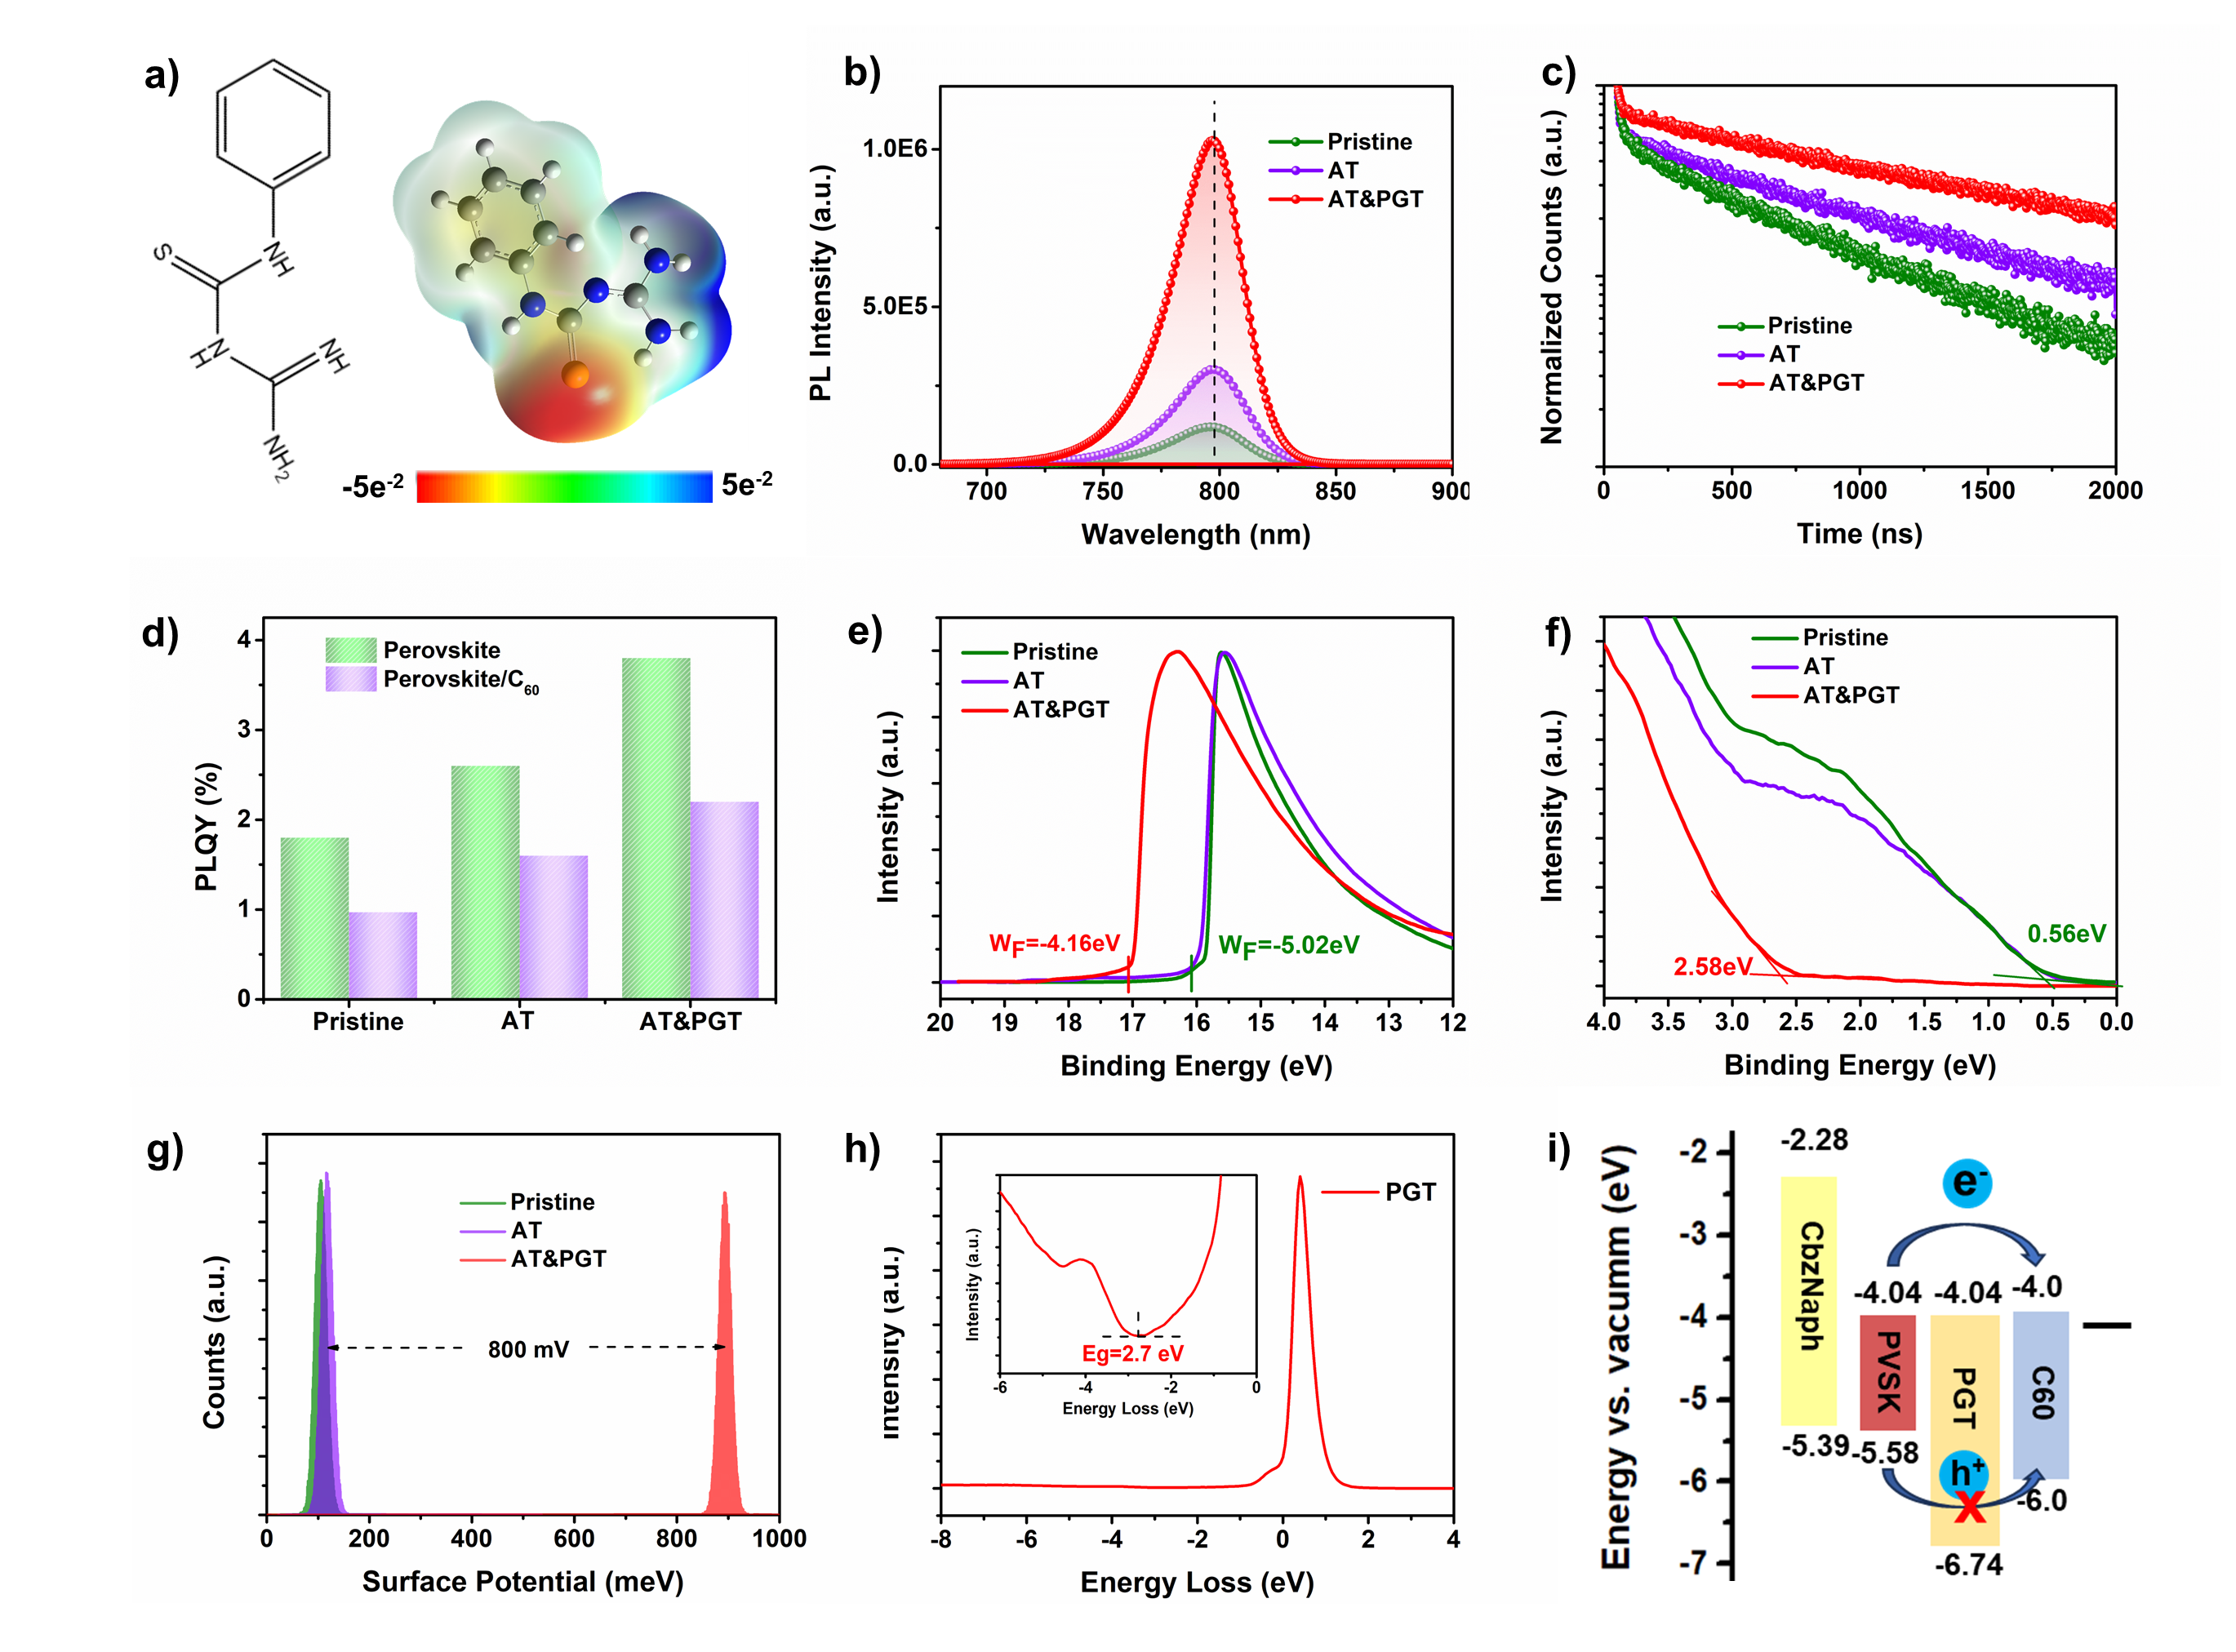 a)
S
NH
NH
NH
NH2
-5e-2
5e-2
b)
PL Intensity (a.u.)
1.0E6
5.0E5
0.0
Pristine
AT
AT&PGT
700 750 800 850 900
Wavelength (nm)
c)
Normalized Counts (a.u.)
Pristine
AT
AT&PGT
0 500 1000 1500 2000
Time (ns)
d)
PLQY (%)
4
3
2
1
0
Perovskite
Perovskite/C60
Pristine AT AT&PGT
e)
Intensity (a.u.)
Pristine
AT
AT&PGT
WF=-4.16eV
WF=-5.02eV
20 19 18 17 16 15 14 13 12
Binding Energy (eV)
f)
Intensity (a.u.)
Pristine
AT
AT&PGT
0.56eV
2.58eV
4.0 3.5 3.0 2.5 2.0 1.5 1.0 0.5 0.0
Binding Energy (eV)
g)
Counts (a.u.)
Pristine
AT
AT&PGT
800 mV
0 200 400 600 800 1000
Surface Potential (meV)
h)
Intensity (a.u.)
PGT
Intensity (a.u.)
Eg=2.7 eV
-6 -4 -2 0
Energy Loss (eV)
-8 -6 -4 -2 0 2 4
Energy Loss (eV)
i)
Energy vs. vacumm (eV)
-2
-3
-4
-5
-6
-7
-2.28
e-
-4.04 -4.04 -4.0
CbzNaph
PVSK
PGT
C60
-5.39
-5.58
h+
X
-6.0
-6.74